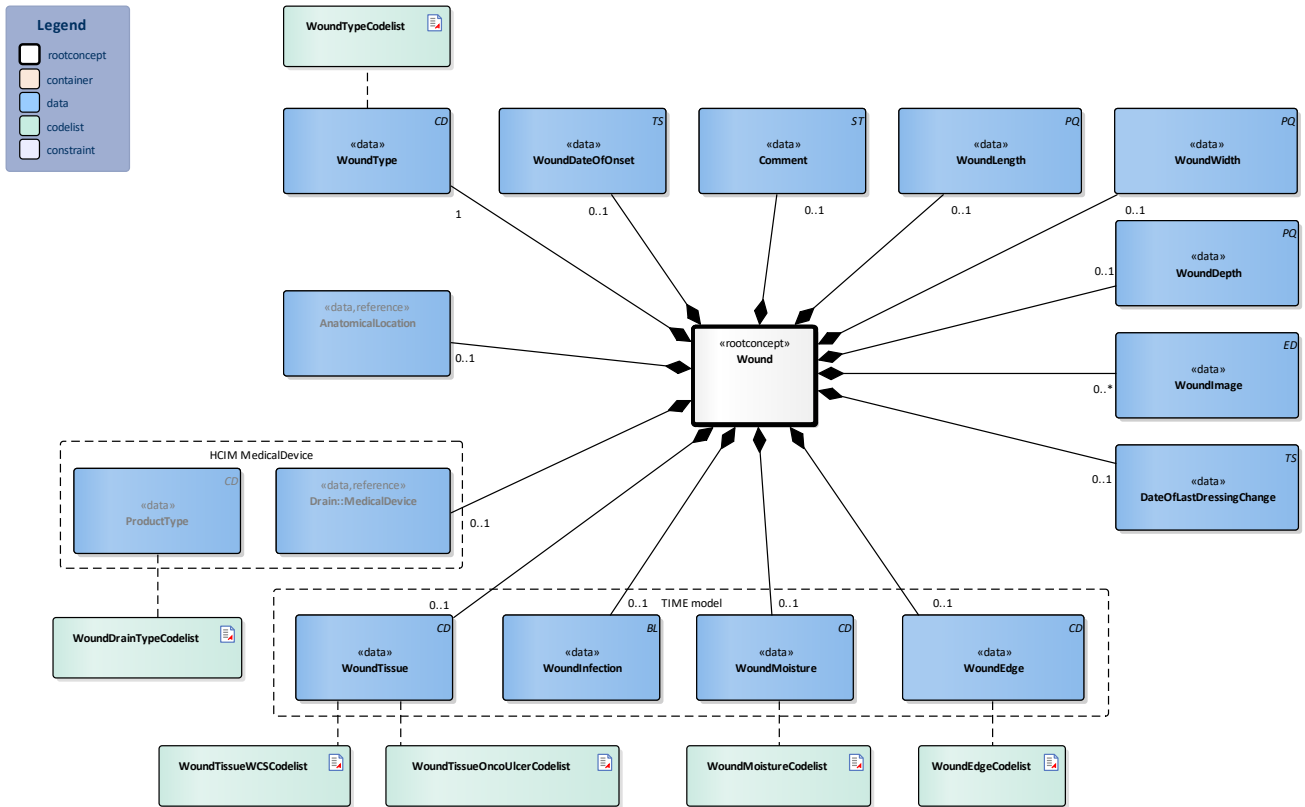 Legend
rootconcept
container
data
codelist
constraint
WoundTypeCodelist
CD
«data»
WoundType
1
TS
«data»
WoundDateOfOnset
0..1
ST
«data»
Comment
0..1
PQ
«data»
WoundLength
0..1
PQ
«data»
WoundWidth
0..1
PQ
«data»
WoundDepth
0..1
«data,reference»
AnatomicalLocation
0..1
«rootconcept»
Wound
ED
«data»
WoundImage
0..*
TS
«data»
DateOfLastDressingChange
0..1
HCIM MedicalDevice
CD
«data»
ProductType
«data,reference»
Drain::MedicalDevice
0..1
WoundDrainTypeCodelist
TIME model
0..1
CD
«data»
WoundTissue
0..1
BL
«data»
WoundInfection
0..1
CD
«data»
WoundMoisture
0..1
CD
«data»
WoundEdge
WoundTissueWCSCodelist
WoundTissueOncoUlcerCodelist
WoundMoistureCodelist
WoundEdgeCodelist